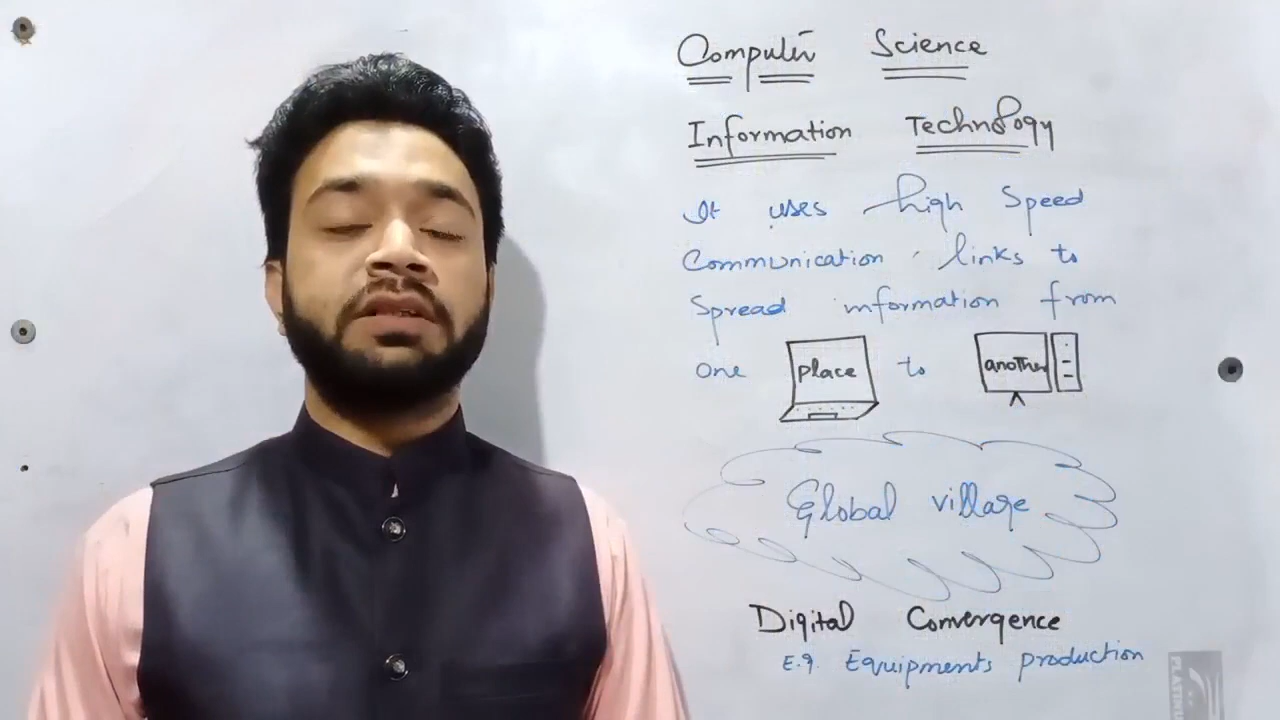 Computer Science
Information Technology
It uses high Speed
Communication links to
Spread information from
one place to another
Global village
Digital Convergence
E.g. Equipments production
PLATIN